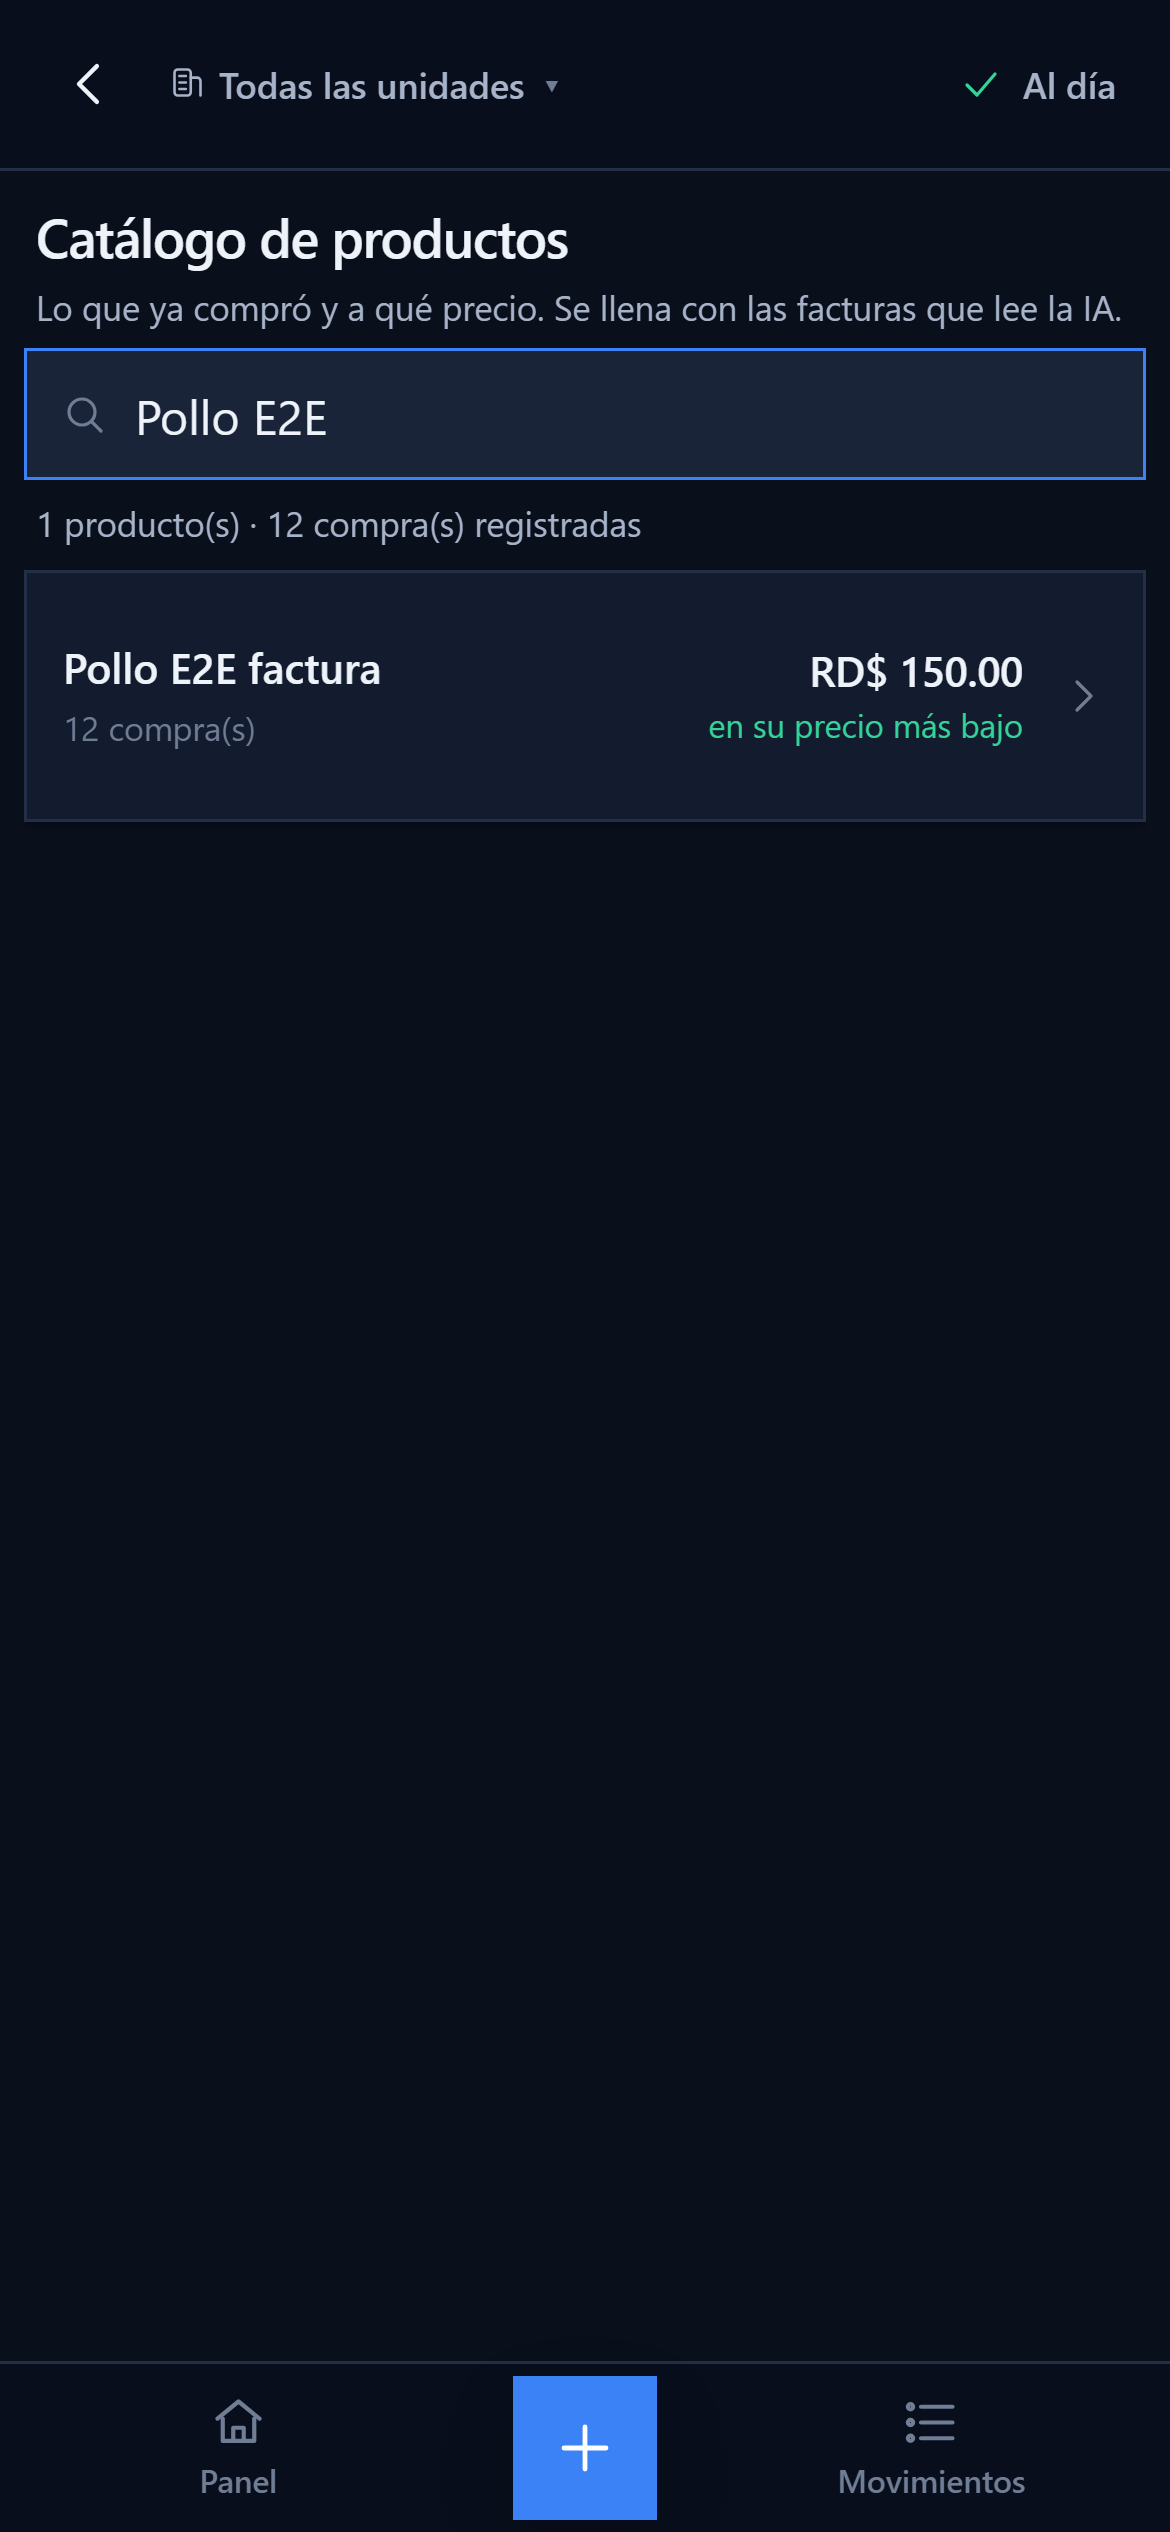 Todas las unidades ▼
Al día
Catálogo de productos
Lo que ya compró y a qué precio. Se llena con las facturas que lee la IA.
Pollo E2E
1 producto(s) · 12 compra(s) registradas
Pollo E2E factura
RD$ 150.00
12 compra(s)
en su precio más bajo
Panel
Movimientos